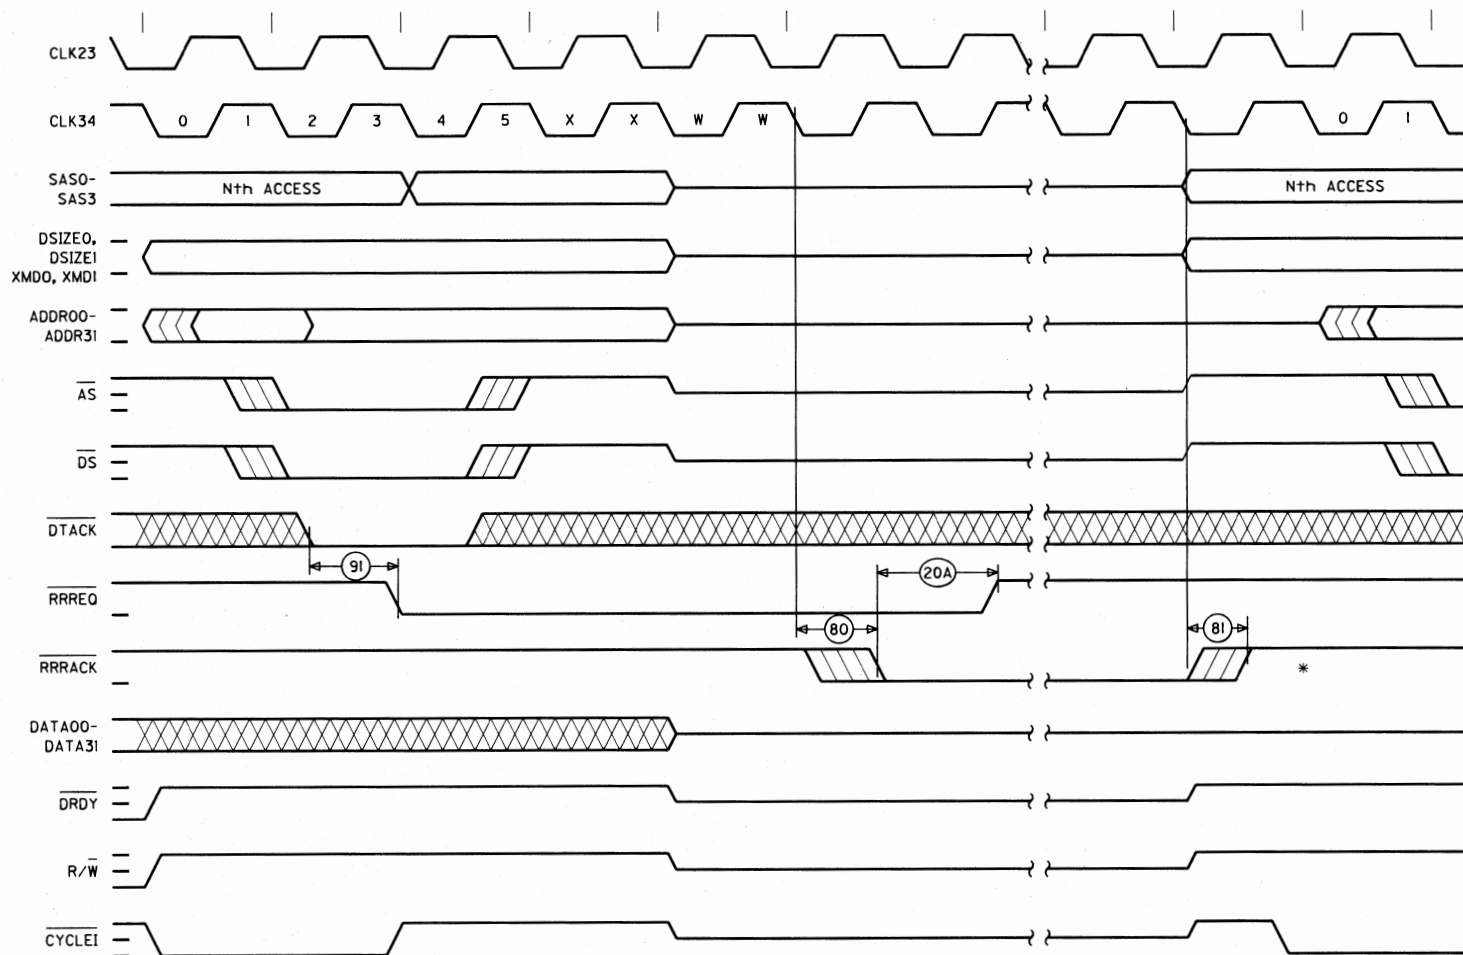 CLK23
CLK34
0 1 2 3 4 5 X X W W 0 1
SAS0-
SAS3
Nth ACCESS
Nth ACCESS
DSIZE0,
DSIZE1
XMD0, XMD1
ADDR00-
ADDR31
AS
DS
DTACK
91
20A
RRREQ
80
81
RRRACK
*
DATA00-
DATA31
DRDY
R/W
CYCLEI